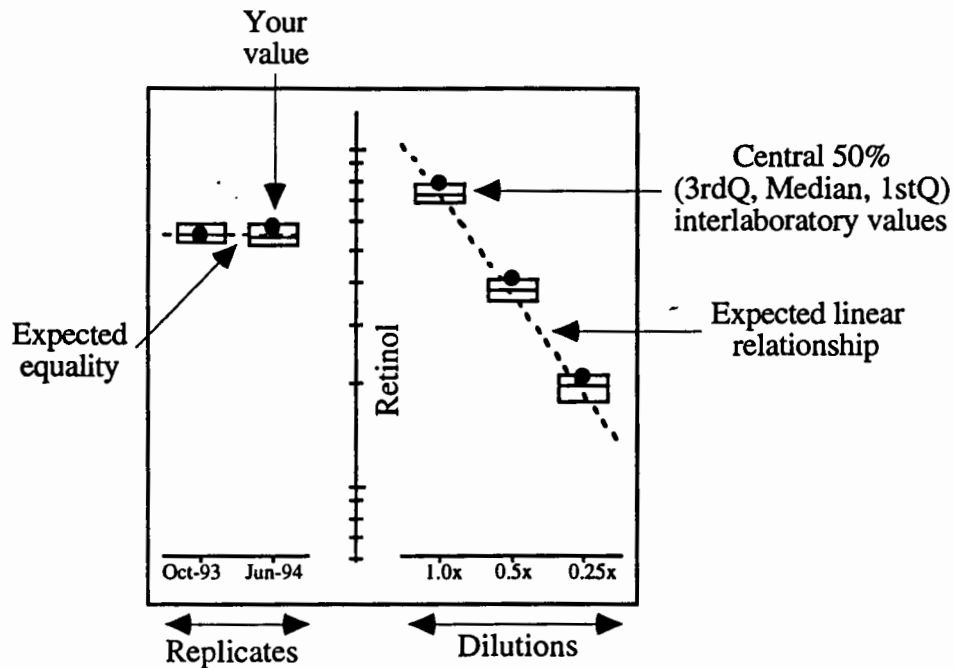 Your
value
Central 50%
(3rdQ, Median, 1stQ)
interlaboratory values
Expected
equality
Retinol
Expected linear
relationship
Oct-93 Jun-94
1.0x 0.5x 0.25x
Replicates
Dilutions